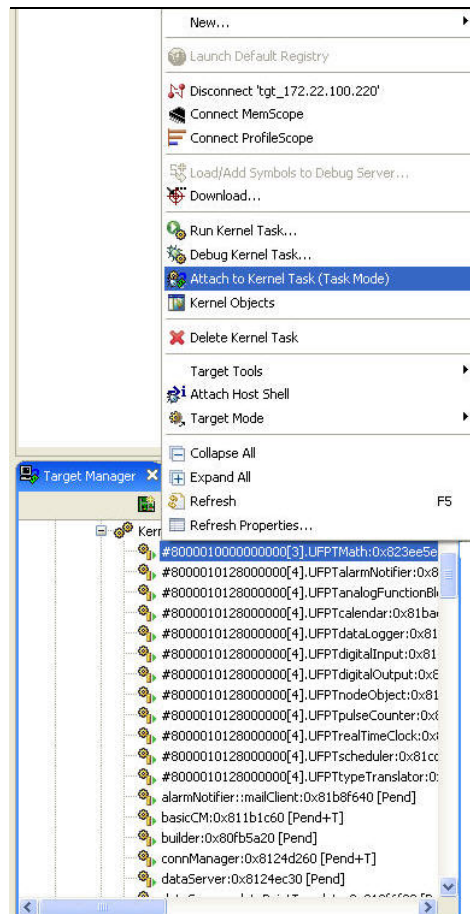 New...
Launch Default Registry
Disconnect 'tgt_172.22.100.220'
Connect MemScope
Connect ProfileScope
Load/Add Symbols to Debug Server...
Download...
Run Kernel Task...
Debug Kernel Task...
Attach to Kernel Task (Task Mode)
Kernel Objects
Delete Kernel Task
Target Tools
Attach Host Shell
Target Mode
Collapse All
Expand All
Refresh F5
Refresh Properties...
Target Manager
Kern
#8000010000000000[3].UFPTMath:0x823ee5e
#8000010128000000[4].UFPTalarmNotifier:0x8
#8000010128000000[4].UFPTanalogFunctionBl
#8000010128000000[4].UFPTcalendar:0x81ba
#8000010128000000[4].UFPTdataLogger:0x81
#8000010128000000[4].UFPTdigitalInput:0x81
#8000010128000000[4].UFPTdigitalOutput:0x8
#8000010128000000[4].UFPTnodeObject:0x81
#8000010128000000[4].UFPTpulseCounter:0x8
#8000010128000000[4].UFPTrealTimeClock:0x8
#8000010128000000[4].UFPTscheduler:0x81cc
#8000010128000000[4].UFPTtypeTranslator:0
alarmNotifier::mailClient:0x81b8f640 [Pend]
basicCM:0x811b1c60 [Pend+T]
builder:0x80fb5a20 [Pend]
connManager:0x8124d260 [Pend+T]
dataServer:0x8124ec30 [Pend]